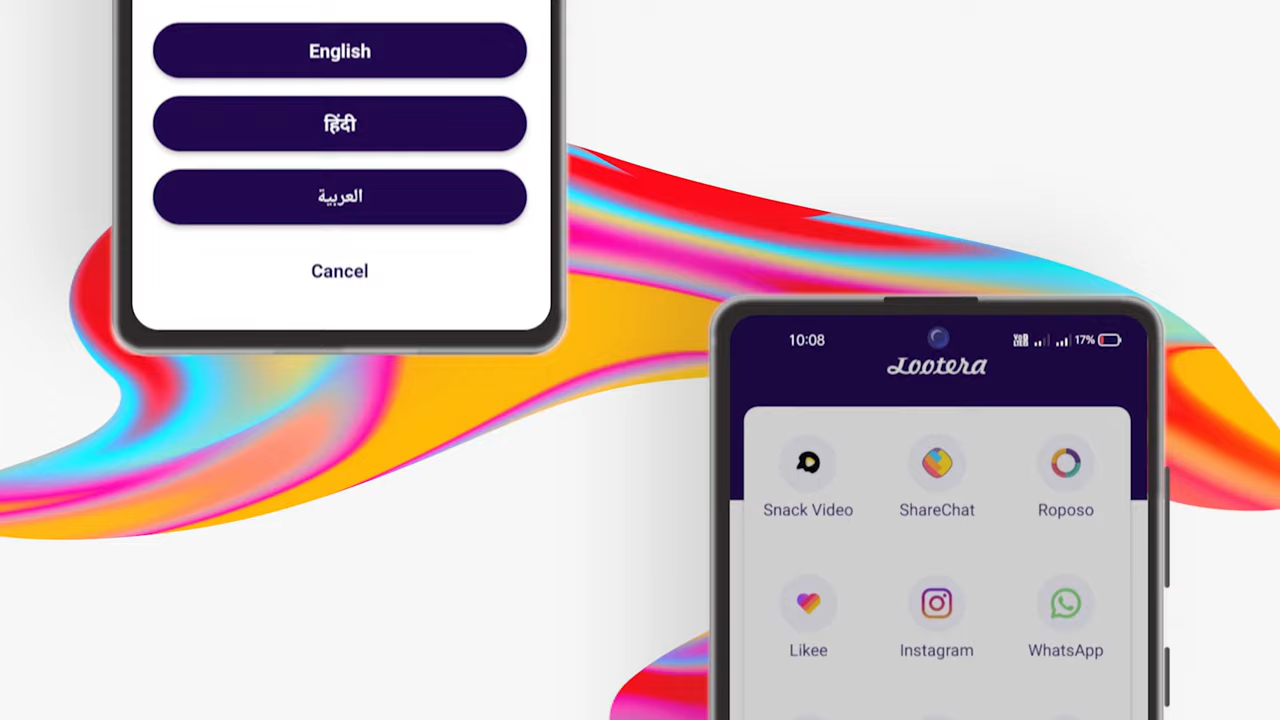 English
हिंदी
العربية
Cancel
10:08
17%
Lootera
Snack Video
ShareChat
Roposo
Likee
Instagram
WhatsApp